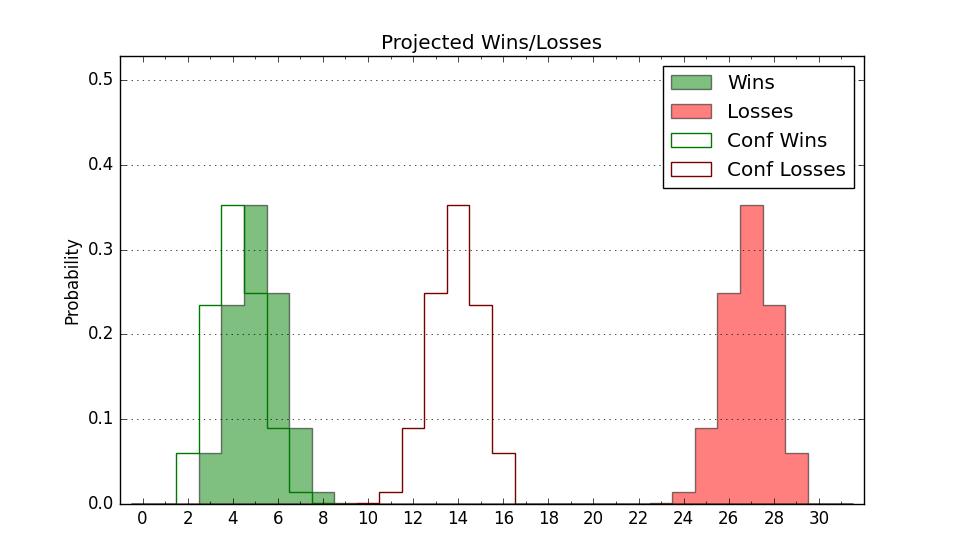 Projected Wins/Losses
Probability
0.5
0.4
0.3
0.2
0.1
0.0
0 2 4 6 8 10 12 14 16 18 20 22 24 26 28 30
Wins
Losses
Conf Wins
Conf Losses